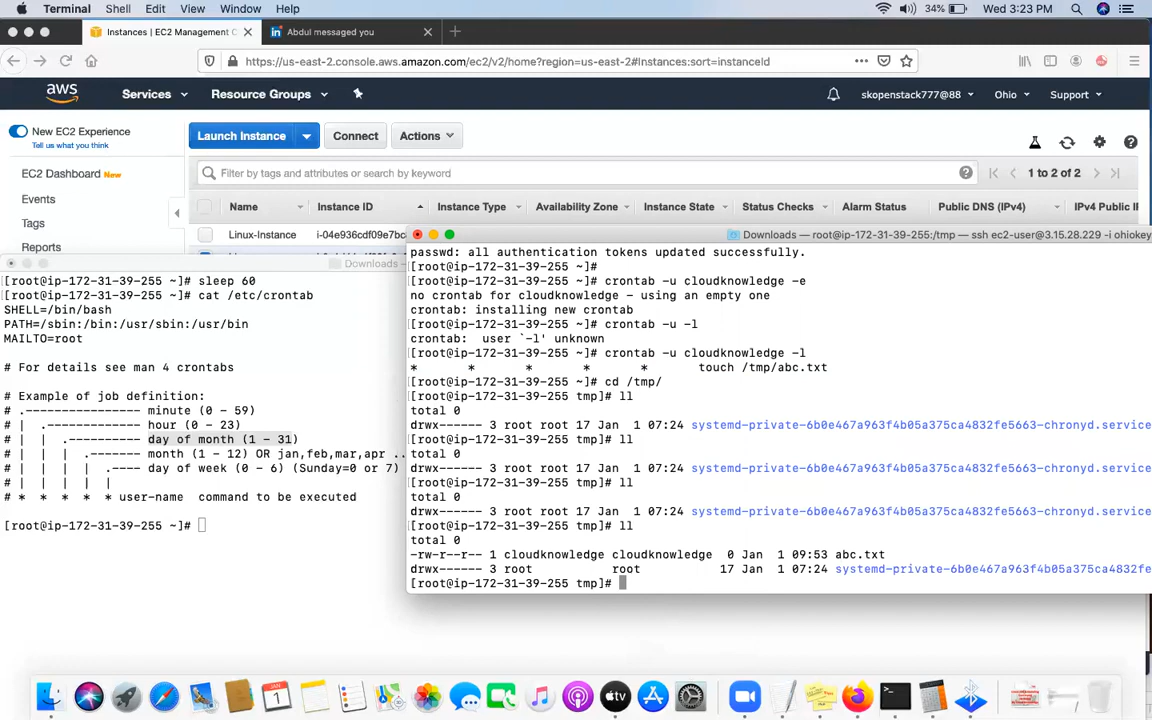 Terminal Shell Edit View Window Help 34% Wed 3:23 PM
Instances | EC2 Management C
Abdul messaged you
https://us-east-2.console.aws.amazon.com/ec2/v2/home?region=us-east-2#Instances:sort=instanceId
aws Services Resource Groups skopenstack777@88 Ohio Support
New EC2 Experience
Tell us what you think
Launch Instance Connect Actions
EC2 Dashboard New
Events
Tags
Reports
Filter by tags and attributes or search by keyword
1 to 2 of 2
Name Instance ID Instance Type Availability Zone Instance State Status Checks Alarm Status Public DNS (IPv4) IPv4 Public IP
Linux-Instance i-04e936cdf09e7bc
Downloads —
[root@ip-172-31-39-255 ~]# sleep 60
[root@ip-172-31-39-255 ~]# cat /etc/crontab
SHELL=/bin/bash
PATH=/sbin:/bin:/usr/sbin:/usr/bin
MAILTO=root
# For details see man 4 crontabs
# Example of job definition:
# .---------------- minute (0 - 59)
# | .------------- hour (0 - 23)
# | | .---------- day of month (1 - 31)
# | | | .------- month (1 - 12) OR jan,feb,mar,apr ..
# | | | | .---- day of week (0 - 6) (Sunday=0 or 7)
# | | | | |
# * * * * * user-name command to be executed
[root@ip-172-31-39-255 ~]#
Downloads — root@ip-172-31-39-255:/tmp — ssh ec2-user@3.15.28.229 -i ohiokey
passwd: all authentication tokens updated successfully.
[root@ip-172-31-39-255 ~]#
[root@ip-172-31-39-255 ~]# crontab -u cloudknowledge -e
no crontab for cloudknowledge - using an empty one
crontab: installing new crontab
[root@ip-172-31-39-255 ~]# crontab -u -l
crontab: user `-l' unknown
[root@ip-172-31-39-255 ~]# crontab -u cloudknowledge -l
* * * * * touch /tmp/abc.txt
[root@ip-172-31-39-255 ~]# cd /tmp/
[root@ip-172-31-39-255 tmp]# ll
total 0
drwx------ 3 root root 17 Jan 1 07:24 systemd-private-6b0e467a963f4b05a375ca4832fe5663-chronyd.service
[root@ip-172-31-39-255 tmp]# ll
total 0
drwx------ 3 root root 17 Jan 1 07:24 systemd-private-6b0e467a963f4b05a375ca4832fe5663-chronyd.service
[root@ip-172-31-39-255 tmp]# ll
total 0
drwx------ 3 root root 17 Jan 1 07:24 systemd-private-6b0e467a963f4b05a375ca4832fe5663-chronyd.service
[root@ip-172-31-39-255 tmp]# ll
total 0
-rw-r--r-- 1 cloudknowledge cloudknowledge 0 Jan 1 09:53 abc.txt
drwx------ 3 root root 17 Jan 1 07:24 systemd-private-6b0e467a963f4b05a375ca4832fe
[root@ip-172-31-39-255 tmp]#